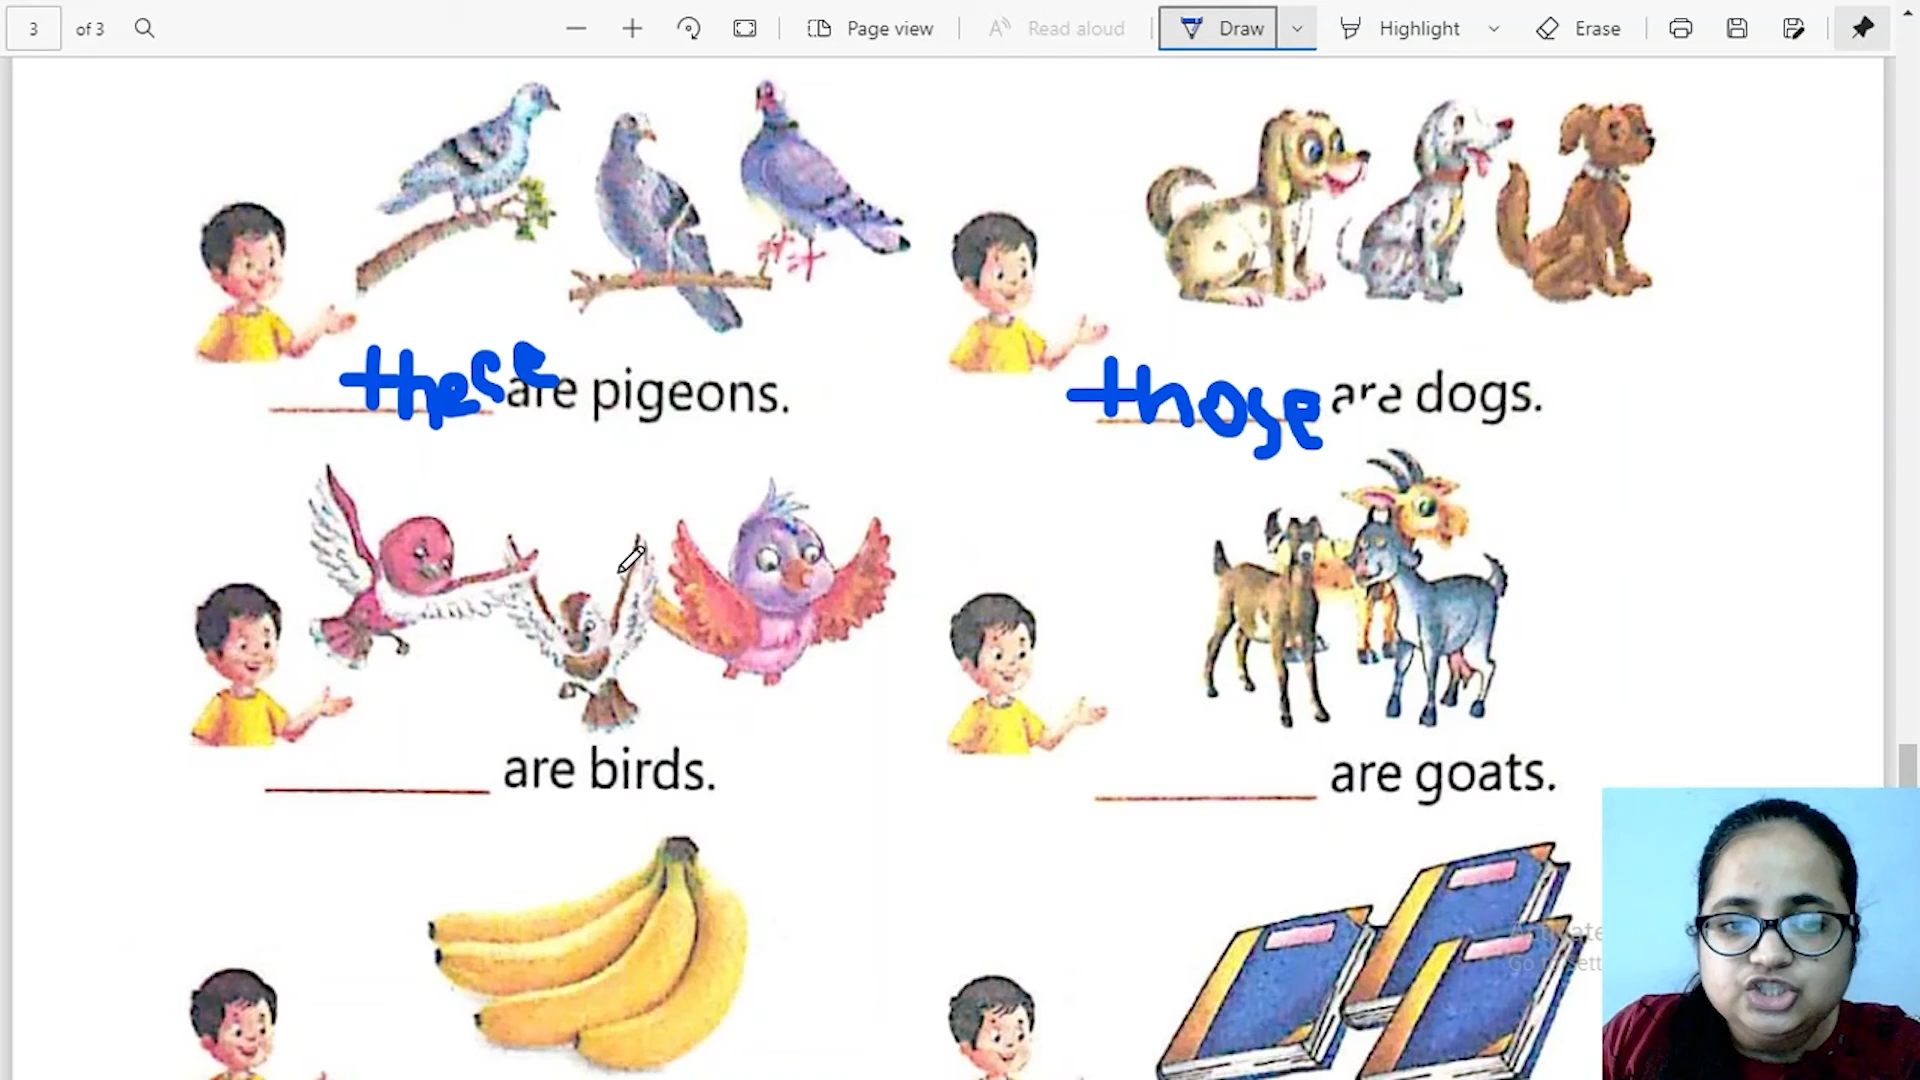 3 of 3 Page view Read aloud Draw Highlight Erase
these are pigeons.
those are dogs.
are birds.
are goats.